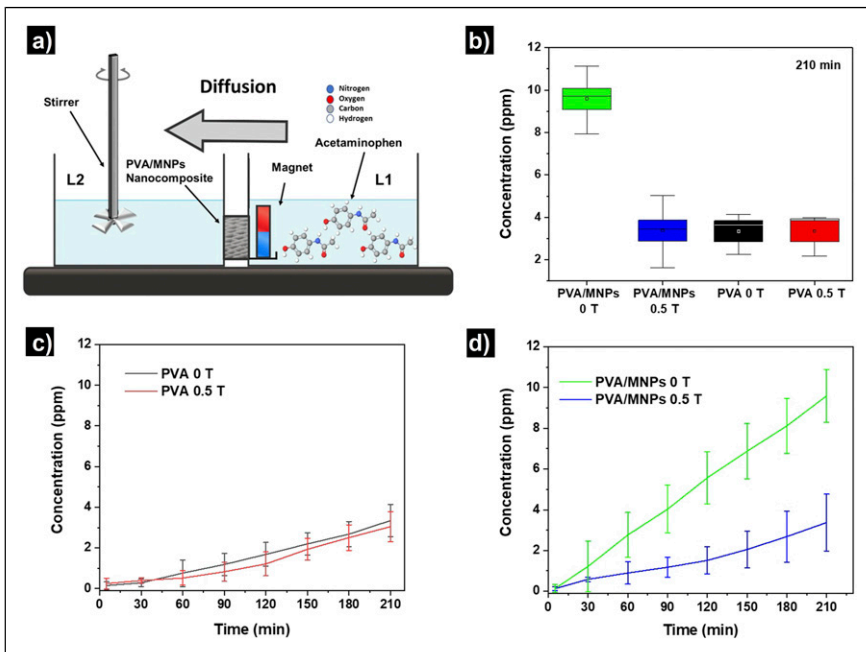 a)
Stirrer
Diffusion
Nitrogen
Oxygen
Carbon
Hydrogen
Acetaminophen
L2
PVA/MNPs
Nanocomposite
Magnet
L1
b)
210 min
Concentration (ppm)
12
10
8
6
4
2
PVA/MNPs
0 T
PVA/MNPs
0.5 T
PVA 0 T
PVA 0.5 T
c)
PVA 0 T
PVA 0.5 T
Concentration (ppm)
12
10
8
6
4
2
0
0 30 60 90 120 150 180 210
Time (min)
d)
PVA/MNPs 0 T
PVA/MNPs 0.5 T
Concentration (ppm)
12
10
8
6
4
2
0
0 30 60 90 120 150 180 210
Time (min)